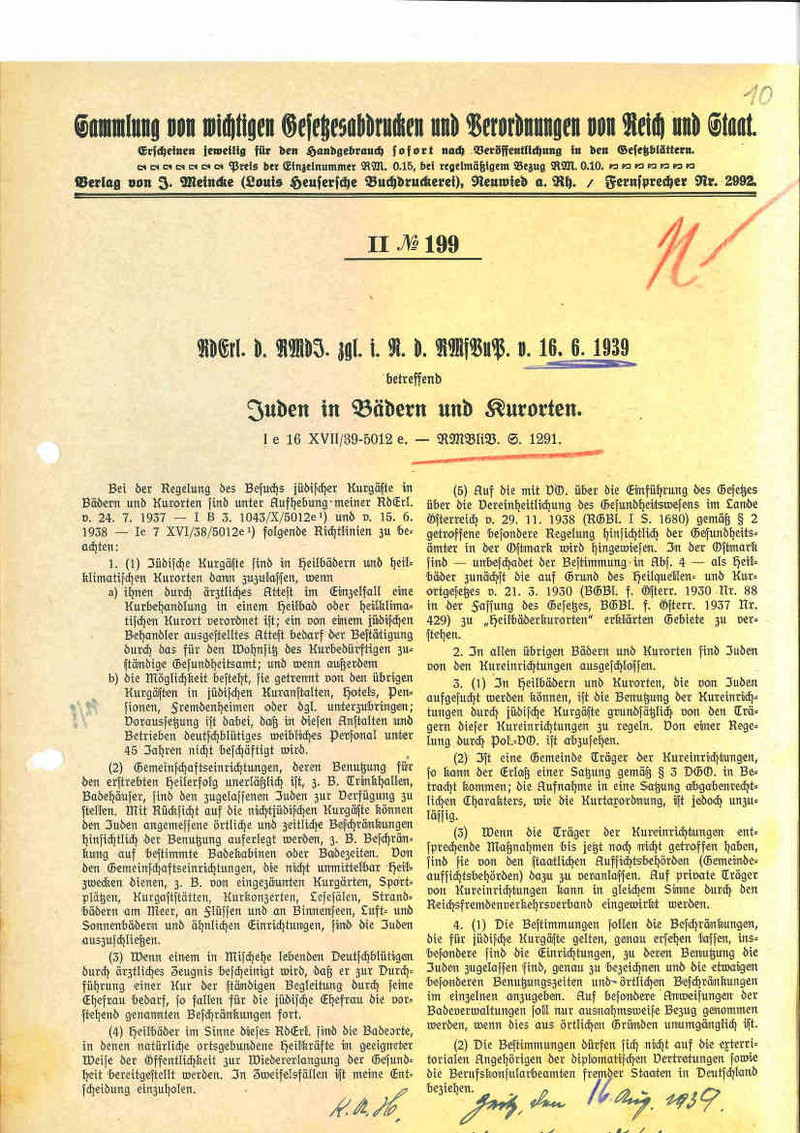 10
Sammlung von wichtigen Gesetzesabdrucken und Verordnungen von Reich und Staat.
Erscheinen jeweilig für den Handgebrauch sofort nach Veröffentlichung in den Gesetzblättern.
Preis der Einzelnummer RM. 0.15, bei regelmäßigem Bezug RM. 0.10.
Verlag von J. Meincke (Louis Heusersche Buchdruckerei), Neuwied a. Rh. / Fernsprecher Nr. 2992.
II № 199
RdErl. d. RMdJ. zgl. i. N. d. RMfVuP. v. 16. 6. 1939
betreffend
Juden in Bädern und Kurorten.
I e 16 XVII/39-5012 e. — RMBliV. S. 1291.
Bei der Regelung des Besuchs jüdischer Kurgäste in
Bädern und Kurorten sind unter Aufhebung meiner RdErl.
v. 24. 7. 1937 — I B 3. 1043/X/5012e¹) und v. 15. 6.
1938 — Ie 7 XVI/38/5012 e¹) folgende Richtlinien zu be-
achten:
1. (1) Jüdische Kurgäste sind in Heilbädern und heil-
klimatischen Kurorten dann zuzulassen, wenn
a) ihnen durch ärztliches Attest im Einzelfall eine
Kurbehandlung in einem Heilbad oder heilklima-
tischen Kurort verordnet ist; ein von einem jüdischen
Behandler ausgestelltes Attest bedarf der Bestätigung
durch das für den Wohnsitz des Kurbedürftigen zu-
ständige Gesundheitsamt; und wenn außerdem
b) die Möglichkeit besteht, sie getrennt von den übrigen
Kurgästen in jüdischen Kuranstalten, Hotels, Pen-
sionen, Fremdenheimen oder dgl. unterzubringen;
Voraussetzung ist dabei, daß in diesen Anstalten und
Betrieben deutschblütiges weibliches Personal unter
45 Jahren nicht beschäftigt wird.
(2) Gemeinschaftseinrichtungen, deren Benutzung für
den erstrebten Heilerfolg unerläßlich ist, z. B. Trinkhallen,
Badehäuser, sind den zugelassenen Juden zur Verfügung zu
stellen. Mit Rücksicht auf die nichtjüdischen Kurgäste können
den Juden angemessene örtliche und zeitliche Beschränkungen
hinsichtlich der Benutzung auferlegt werden, z. B. Beschrän-
kung auf bestimmte Badekabinen oder Badezeiten. Von
den Gemeinschaftseinrichtungen, die nicht unmittelbar Heil-
zwecken dienen, z. B. von eingezäunten Kurgärten, Sport-
plätzen, Kurgaststätten, Kurkonzerten, Lesesälen, Strand-
bädern am Meer, an Flüssen und an Binnenseen, Luft- und
Sonnenbädern und ähnlichen Einrichtungen, sind die Juden
auszuschließen.
(3) Wenn einem in Mischehe lebenden Deutschblütigen
durch ärztliches Zeugnis bescheinigt wird, daß er zur Durch-
führung einer Kur der ständigen Begleitung durch seine
Ehefrau bedarf, so fallen für die jüdische Ehefrau die vor-
stehend genannten Beschränkungen fort.
(4) Heilbäder im Sinne dieses RdErl. sind die Badeorte,
in denen natürliche ortsgebundene Heilkräfte in geeigneter
Weise der Öffentlichkeit zur Wiedererlangung der Gesund-
heit bereitgestellt werden. In Zweifelsfällen ist meine Ent-
scheidung einzuholen.
(5) Auf die mit VO. über die Einführung des Gesetzes
über die Vereinheitlichung des Gesundheitswesens im Lande
Österreich v. 29. 11. 1938 (RGBl. I S. 1680) gemäß § 2
getroffene besondere Regelung hinsichtlich der Gesundheits-
ämter in der Ostmark wird hingewiesen. In der Ostmark
sind — unbeschadet der Bestimmung in Abs. 4 — als Heil-
bäder zunächst die auf Grund des Heilquellen- und Kur-
ortgesetzes v. 21. 3. 1930 (BGBl. f. Österr. 1930 Nr. 88
in der Fassung des Gesetzes, BGBl. f. Österr. 1937 Nr.
429) zu „Heilbäderkurorten" erklärten Gebiete zu ver-
stehen.
2. In allen übrigen Bädern und Kurorten sind Juden
von den Kureinrichtungen ausgeschlossen.
3. (1) In Heilbädern und Kurorten, die von Juden
aufgesucht werden können, ist die Benutzung der Kureinrich-
tungen durch jüdische Kurgäste grundsätzlich von den Trä-
gern dieser Kureinrichtungen zu regeln. Von einer Rege-
lung durch Pol.-VO. ist abzusehen.
(2) Ist eine Gemeinde Träger der Kureinrichtungen,
so kann der Erlaß einer Satzung gemäß § 3 DGO. in Be-
tracht kommen; die Aufnahme in eine Satzung abgabenrecht-
lichen Charakters, wie die Kurtaxordnung, ist jedoch unzu-
lässig.
(3) Wenn die Träger der Kureinrichtungen ent-
sprechende Maßnahmen bis jetzt noch nicht getroffen haben,
sind sie von den staatlichen Aufsichtsbehörden (Gemeinde-
aufsichtsbehörden) dazu zu veranlassen. Auf private Träger
von Kureinrichtungen kann in gleichem Sinne durch den
Reichsfremdenverkehrsverband eingewirkt werden.
4. (1) Die Bestimmungen sollen die Beschränkungen,
die für jüdische Kurgäste gelten, genau ersehen lassen, ins-
besondere sind die Einrichtungen, zu deren Benutzung die
Juden zugelassen sind, genau zu bezeichnen und die etwaigen
besonderen Benutzungszeiten und örtlichen Beschränkungen
im einzelnen anzugeben. Auf besondere Anweisungen der
Badeverwaltungen soll nur ausnahmsweise Bezug genommen
werden, wenn dies aus örtlichen Gründen unumgänglich ist.
(2) Die Bestimmungen dürfen sich nicht auf die exterri-
torialen Angehörigen der diplomatischen Vertretungen sowie
die Berufskonsularbeamten fremder Staaten in Deutschland
beziehen.
den 16. Aug. 1939.